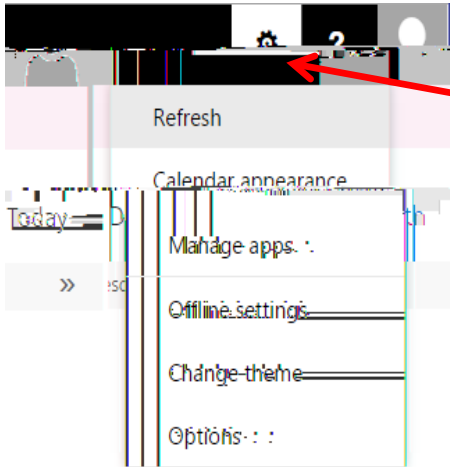 ?
Refresh
Calendar appearance
Today
Manage apps
»
Offline settings
Change theme
Options